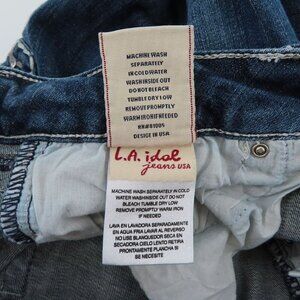 MACHINE WASH
SEPARATELY
IN COLD WATER
WASH INSIDE OUT
DO NOT BLEACH
TUMBLE DRY LOW
REMOVE PROMPTLY
WARM IRON IF NEEDED
RN# 81005
DESIGN IN USA
L.A. idol
jeans USA
MACHINE WASH SEPARATELY IN COLD
WATER WASH INSIDE OUT DO NOT
BLEACH TUMBLE DRY LOW
REMOVE PROMPTLY WARM IRON
IF NEEDED
LAVA EN LAVADORA SEPARADAMENTE
EN AGUA FRIA LAVAR AL REVERSO
NO USE BLANQUEDOR SECA EN
SECADORA CIELO LENTO RETIRA
PRONTAMENTE PLANCHA SI
ES NECESARIO